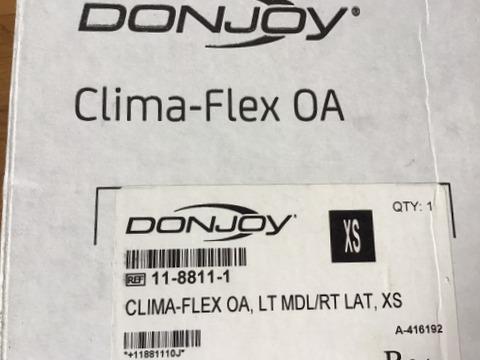 DONJOY®
Clima-Flex OA
DONJOY®
XS
QTY: 1
REF 11-8811-1
CLIMA-FLEX OA, LT MDL/RT LAT, XS
A-416192
*+11881110J*